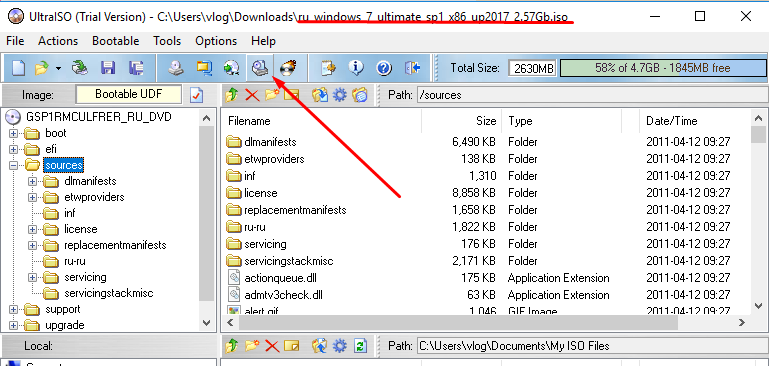 UltraISO (Trial Version) - C:\Users\vlog\Downloads\ru_windows_7_ultimate_sp1_x86_up2017_2.57Gb.iso
File Actions Bootable Tools Options Help
Total Size: 2630MB 58% of 4.7GB - 1845MB free
Image: Bootable UDF Path: /sources
GSP1RMCULFRER_RU_DVD
boot
efi
sources
dlmanifests
etwproviders
inf
license
replacementmanifests
ru-ru
servicing
servicingstackmisc
support
upgrade
Filename Size Type Date/Time
dlmanifests 6,490 KB Folder 2011-04-12 09:27
etwproviders 138 KB Folder 2011-04-12 09:27
inf 1,310 Folder 2011-04-12 09:27
license 8,858 KB Folder 2011-04-12 09:27
replacementmanifests 1,658 KB Folder 2011-04-12 09:27
ru-ru 1,822 KB Folder 2011-04-12 09:27
servicing 176 KB Folder 2011-04-12 09:27
servicingstackmisc 2,171 KB Folder 2011-04-12 09:27
actionqueue.dll 175 KB Application Extension 2011-04-12 09:27
admtv3check.dll 63 KB Application Extension 2011-04-12 09:27
alert.gif 1,046 GIF Image 2011-04-12 09:27
Local: Path: C:\Users\vlog\Documents\My ISO Files